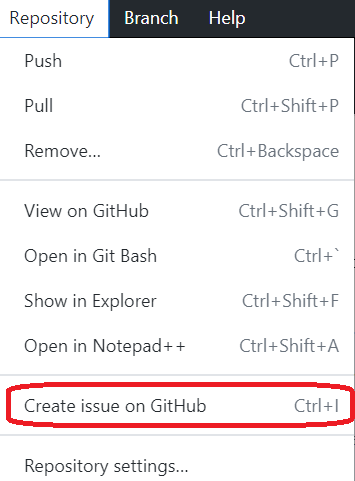 Repository Branch Help
Push Ctrl+P
Pull Ctrl+Shift+P
Remove... Ctrl+Backspace
View on GitHub Ctrl+Shift+G
Open in Git Bash Ctrl+`
Show in Explorer Ctrl+Shift+F
Open in Notepad++ Ctrl+Shift+A
Create issue on GitHub Ctrl+I
Repository settings...